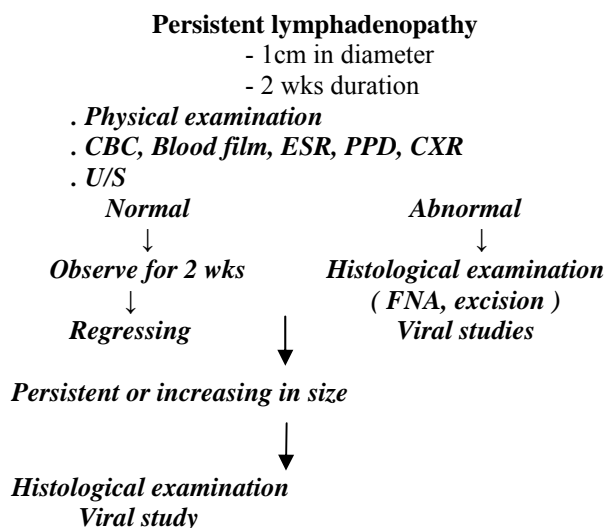 Persistent lymphadenopathy
- 1cm in diameter
- 2 wks duration
. Physical examination
. CBC, Blood film, ESR, PPD, CXR
. U/S
Normal Abnormal
↓ ↓
Observe for 2 wks Histological examination
↓ ( FNA, excision )
Regressing Viral studies
↓
Persistent or increasing in size
↓
Histological examination
Viral study